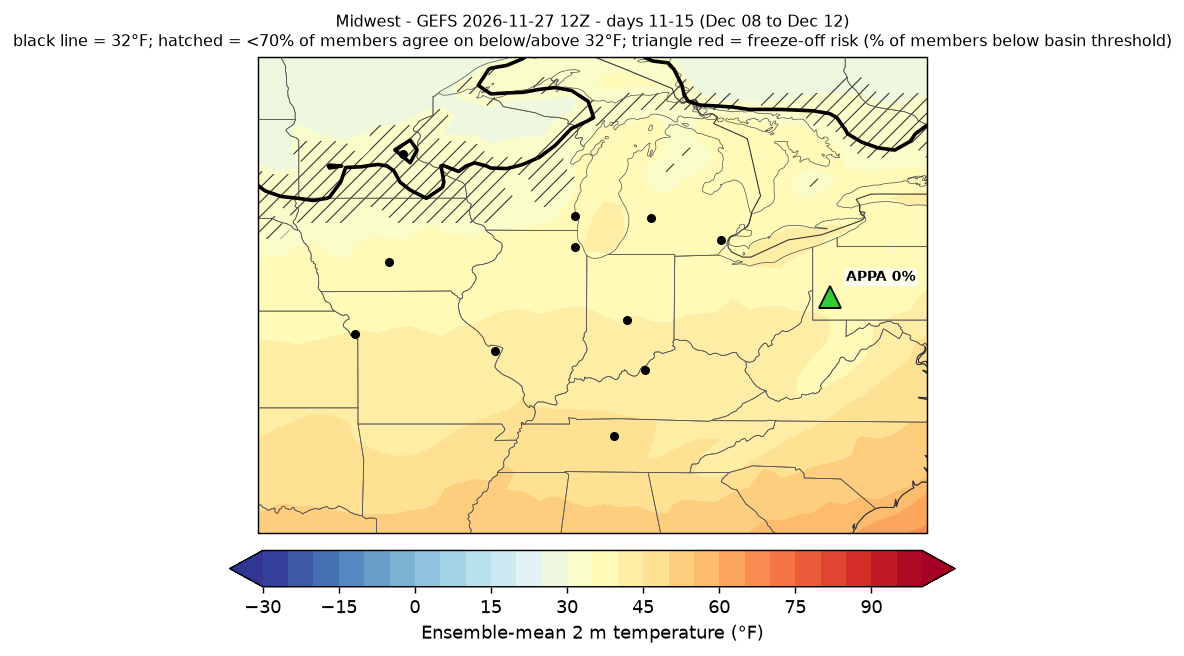 Midwest - GEFS 2026-11-27 12Z - days 11-15 (Dec 08 to Dec 12)
black line = 32°F; hatched = <70% of members agree on below/above 32°F; triangle red = freeze-off risk (% of members below basin threshold)
APPA 0%
−30 −15 0 15 30 45 60 75 90
Ensemble-mean 2 m temperature (°F)